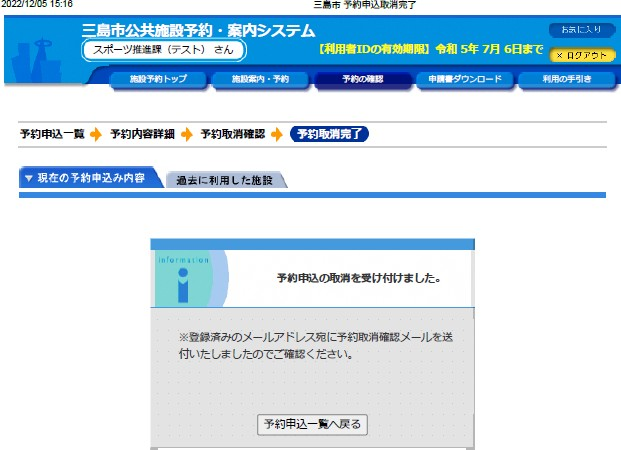 2022/12/05 15:16
三島市 予約申込取消完了
三島市公共施設予約・案内システム
お気に入り
スポーツ推進課（テスト） さん
【利用者IDの有効期限】令和 5年 7月 6日まで
× ログアウト
施設予約トップ
施設案内・予約
予約の確認
申請書ダウンロード
利用の手引き
予約申込一覧 予約内容詳細 予約取消確認 予約取消完了
▼ 現在の予約申込み内容
過去に利用した施設
information
i
予約申込の取消を受け付けました。
※登録済みのメールアドレス宛に予約取消確認メールを送
付いたしましたのでご確認ください。
予約申込一覧へ戻る